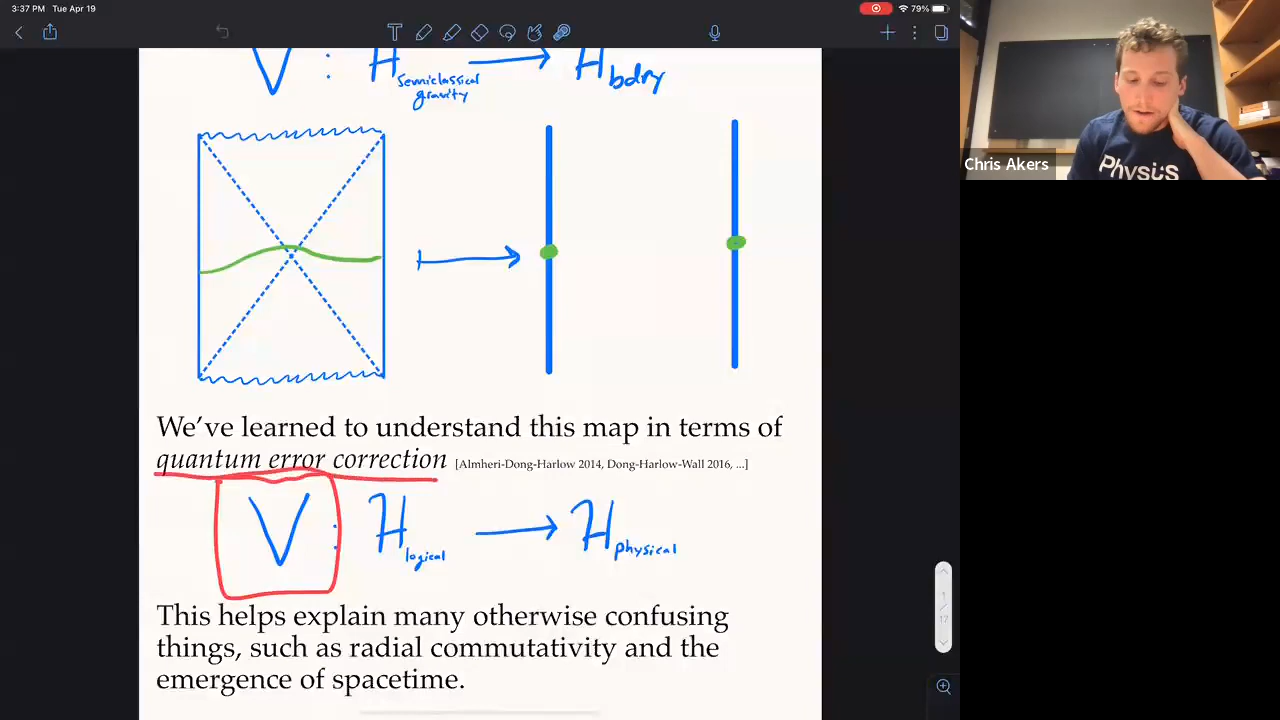 3:37 PM Tue Apr 19
79%
V : H semiclassical gravity → H bdry
We've learned to understand this map in terms of
quantum error correction [Almheri-Dong-Harlow 2014, Dong-Harlow-Wall 2016, ...]
V : H logical → H physical
This helps explain many otherwise confusing
things, such as radial commutativity and the
emergence of spacetime.
1 / 17
Physics
Chris Akers